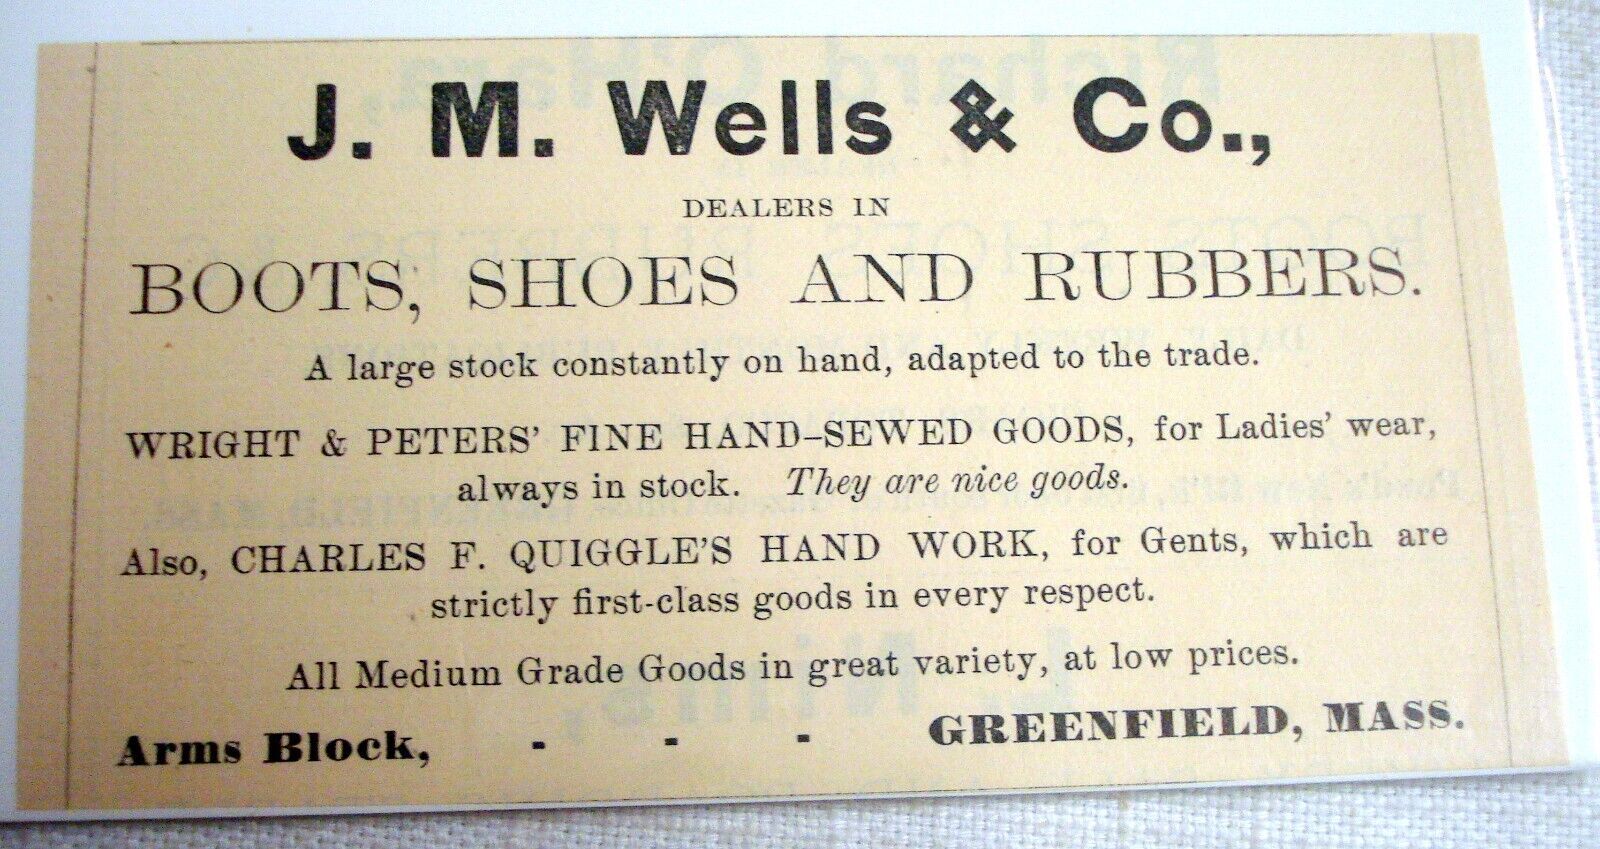 J. M. Wells & Co.,
DEALERS IN
BOOTS, SHOES AND RUBBERS.
A large stock constantly on hand, adapted to the trade.
WRIGHT & PETERS' FINE HAND-SEWED GOODS, for Ladies' wear,
always in stock. They are nice goods.
Also, CHARLES F. QUIGGLE'S HAND WORK, for Gents, which are
strictly first-class goods in every respect.
All Medium Grade Goods in great variety, at low prices.
Arms Block, - - - GREENFIELD, MASS.